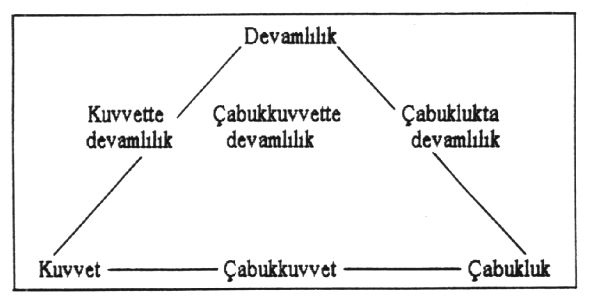 Devamlılık
Kuvvette Çabukkuvvette Çabuklukta
devamlılık devamlılık devamlılık
Kuvvet Çabukkuvvet Çabukluk